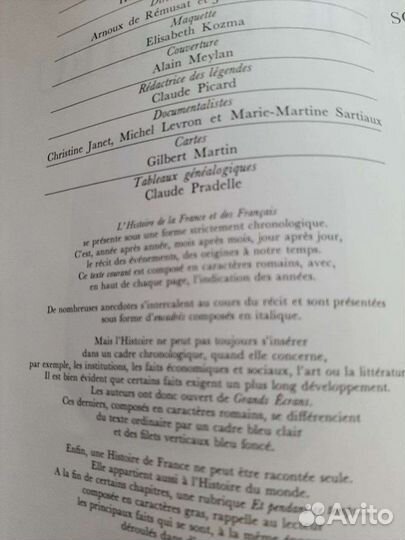 Arnoux de Rémusat et
Maquette
Elisabeth Kozma
Couverture
Alain Meylan
Rédactrice des légendes
Claude Picard
Documentalistes
Christine Janet, Michel Levron et Marie-Martine Sartiaux
Cartes
Gilbert Martin
Tableaux généalogiques
Claude Pradelle
L'Histoire de la France et des Français
se présente sous une forme strictement chronologique.
C'est, année après année, mois après mois, jour après jour,
le récit des événements, des origines à notre temps.
Ce texte courant est composé en caractères romains, avec,
en haut de chaque page, l'indication des années.
De nombreuses anecdotes s'intercalent au cours du récit et sont présentées
sous forme d'encadrés composés en italique.
Mais l'Histoire ne peut pas toujours s'insérer
dans un cadre chronologique, quand elle concerne,
par exemple, les institutions, les faits économiques et sociaux, l'art ou la littératur
Il est bien évident que certains faits exigent un plus long développement.
Les auteurs ont donc ouvert de Grands Écrans.
Ces derniers, composés en caractères romains, se différencient
du texte ordinaire par un cadre bleu clair
et des filets verticaux bleu foncé.
Enfin, une Histoire de France ne peut être racontée seule.
Elle appartient aussi à l'Histoire du monde.
A la fin de certains chapitres, une rubrique Et pendant
composée en caractères gras, rappelle au lecteur
les principaux faits qui se sont, à la même
déroulés dans
Avito